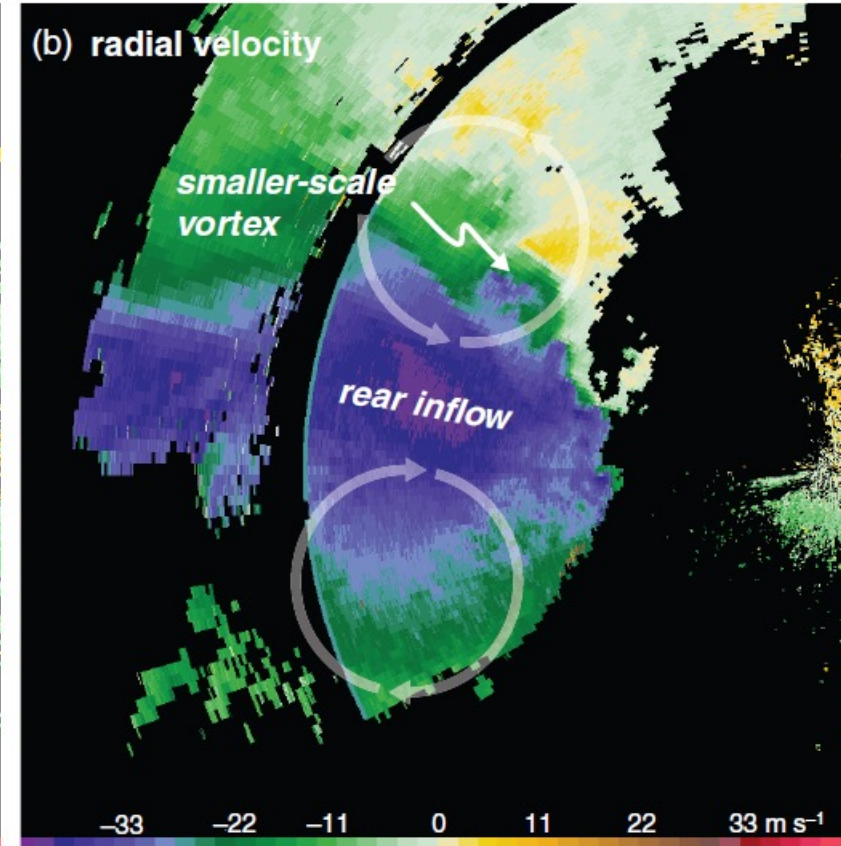 (b) radial velocity
smaller-scale
vortex
rear inflow
–33 –22 –11 0 11 22 33 m s⁻¹